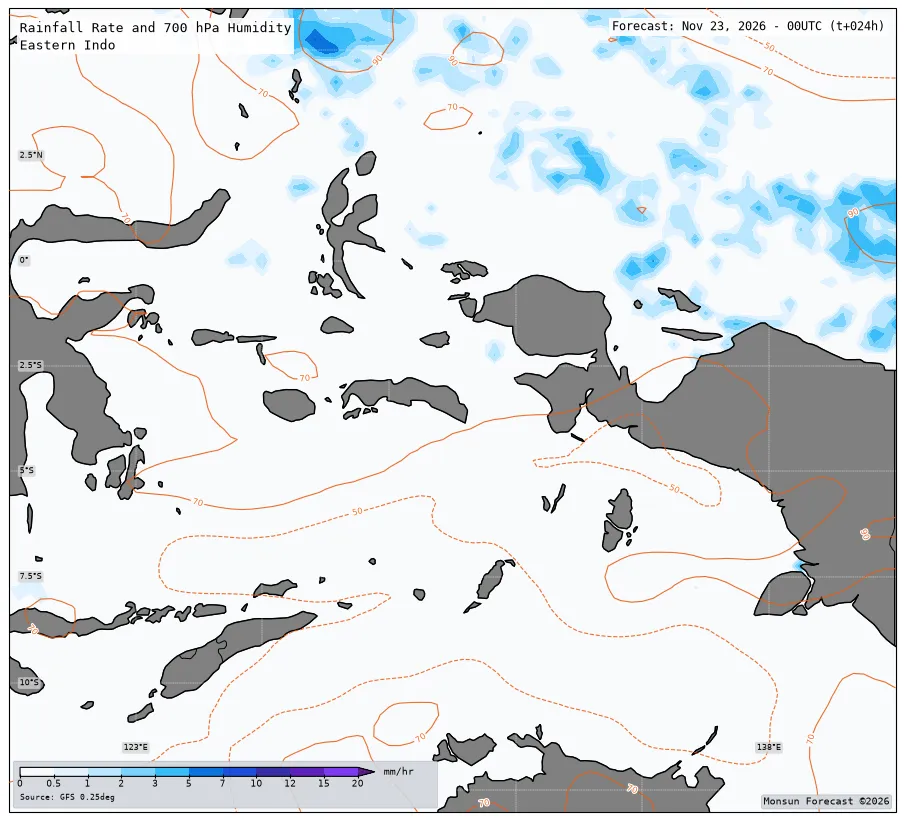 Rainfall Rate and 700 hPa Humidity
Eastern Indo
Forecast: Nov 23, 2026 - 00UTC (t+024h)
50
90
90
70
70
70
2.5°N
70
90
0°
2.5°S
70
5°S
70
50
50
90
7.5°S
70
10°S
70
70
123°E
138°E
70
70
0 0.5 1 2 3 5 7 10 12 15 20 mm/hr
Source: GFS 0.25deg
Monsun Forecast ©2026